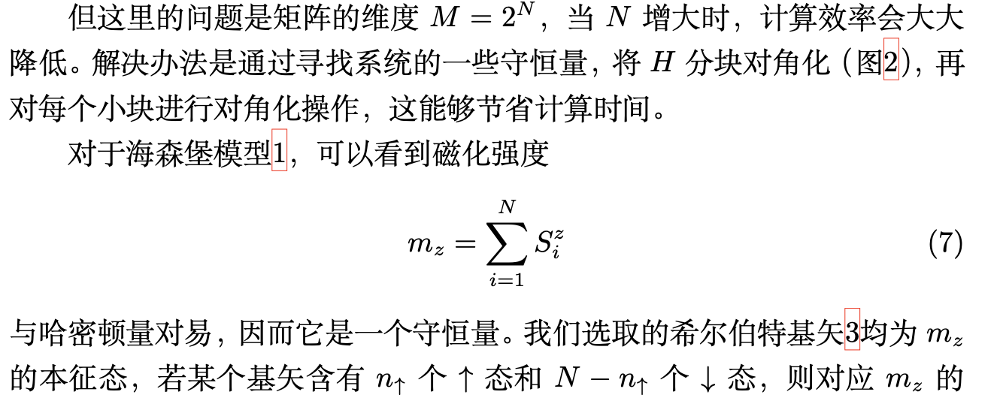 但这里的问题是矩阵的维度 M = 2^N，当 N 增大时，计算效率会大大
降低。解决办法是通过寻找系统的一些守恒量，将 H 分块对角化（图2），再
对每个小块进行对角化操作，这能够节省计算时间。
对于海森堡模型1，可以看到磁化强度
m_z = \sum_{i=1}^{N} S_i^z (7)
与哈密顿量对易，因而它是一个守恒量。我们选取的希尔伯特基矢3均为 m_z
的本征态，若某个基矢含有 n_↑ 个 ↑ 态和 N − n_↑ 个 ↓ 态，则对应 m_z 的